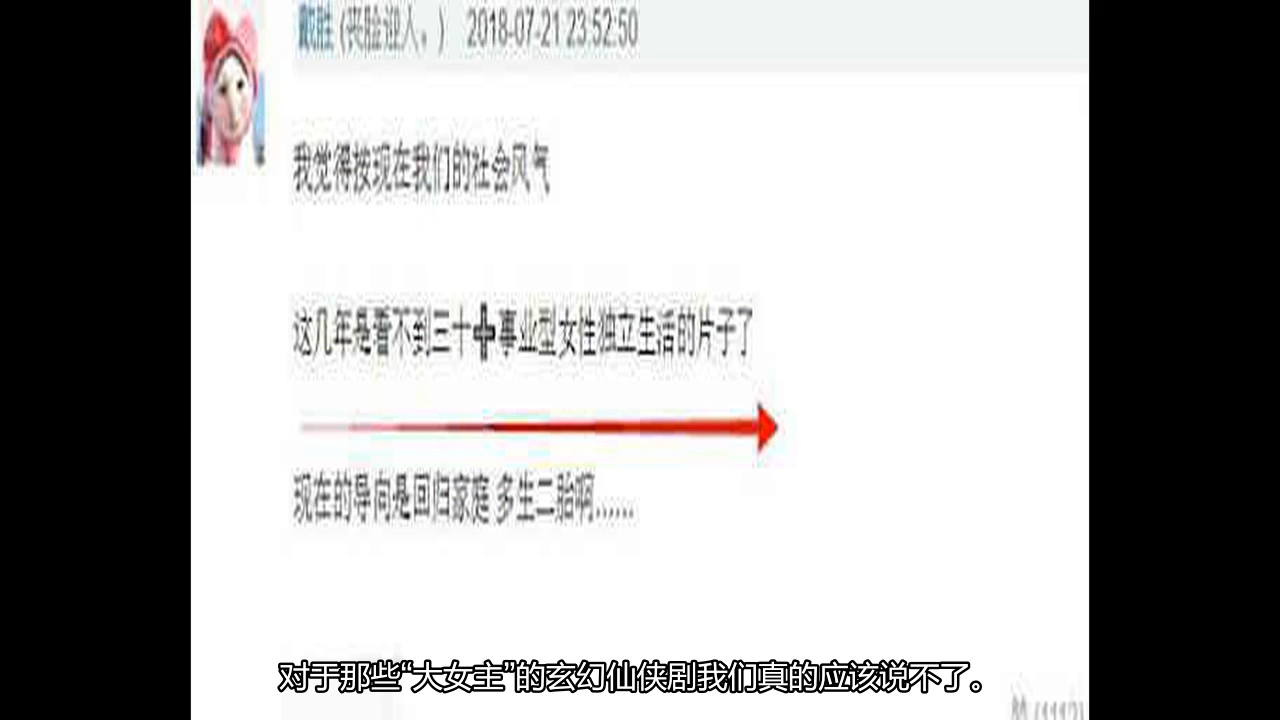 戴胜 (丧脸迎人。) 2018-07-21 23:52:50
我觉得按现在我们的社会风气
这几年是看不到三十➕事业型女性独立生活的片子了
现在的导向是回归家庭 多生二胎啊……
对于那些“大女主”的玄幻仙侠剧我们真的应该说不了。